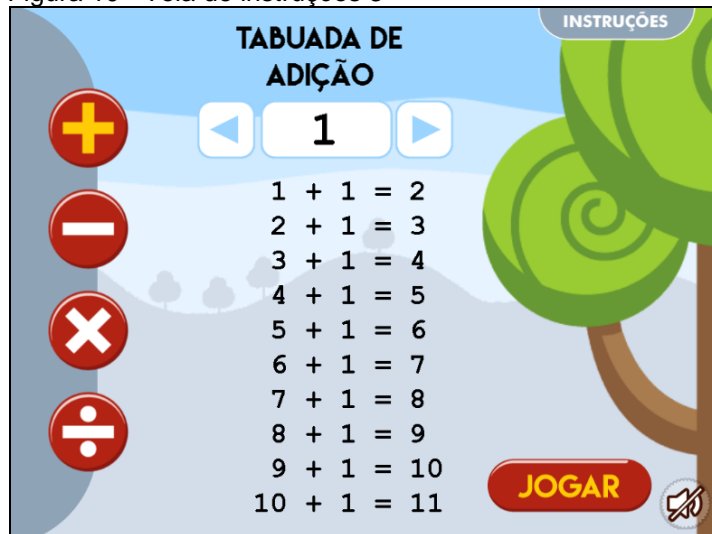 INSTRUÇÕES
TABUADA DE
ADIÇÃO
1
1 + 1 = 2
2 + 1 = 3
3 + 1 = 4
4 + 1 = 5
5 + 1 = 6
6 + 1 = 7
7 + 1 = 8
8 + 1 = 9
9 + 1 = 10
10 + 1 = 11
JOGAR